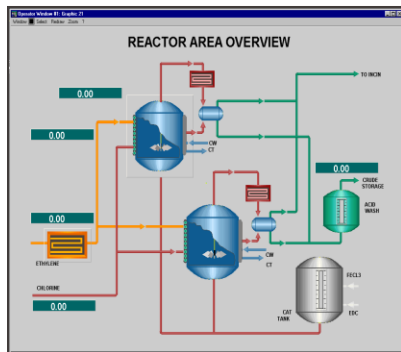 Operator Window 01: Graphic 21
Window Select Redraw Zoom ?
REACTOR AREA OVERVIEW
TO INCIN
0.00
0.00
CW
CT
0.00
CRUDE
STORAGE
ACID
WASH
0.00
ETHYLENE
CW
CT
FECL3
CHLORINE
0.00
CAT
TANK
EDC